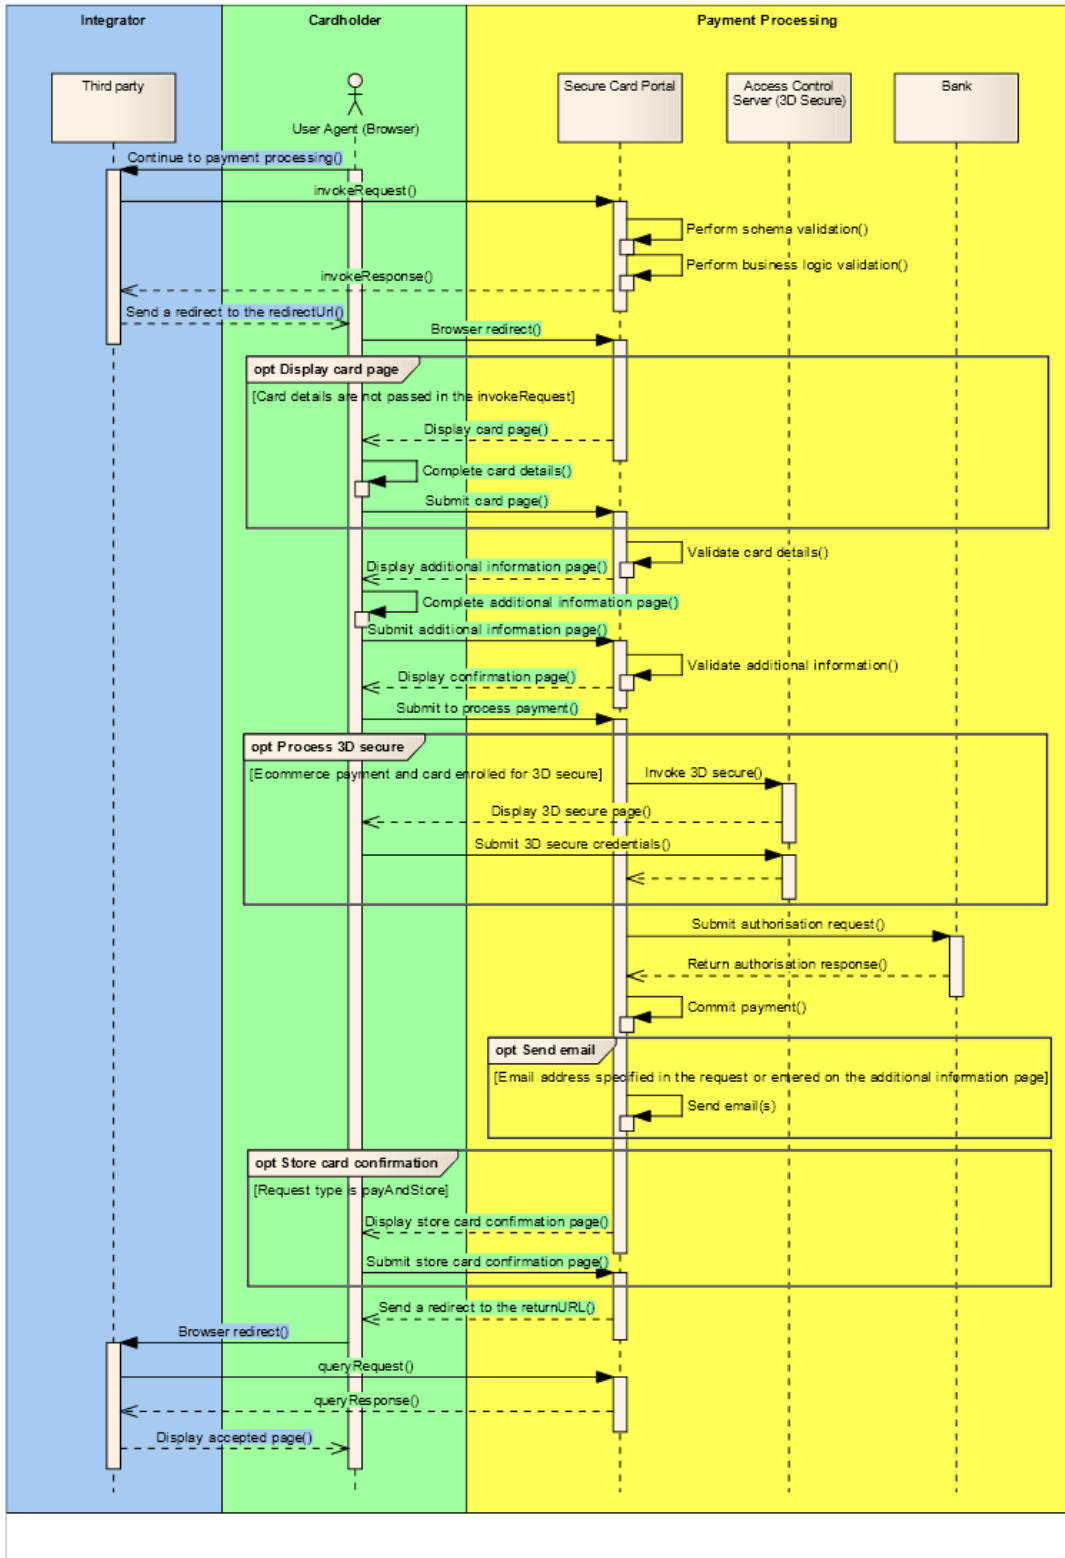 Integrator
Cardholder
Payment Processing
Third party
User Agent (Browser)
Secure Card Portal
Access Control
Server (3D Secure)
Bank
Continue to payment processing()
invokeRequest()
Perform schema validation()
Perform business logic validation()
invokeResponse()
Send a redirect to the redirectUrl()
Browser redirect()
opt Display card page
[Card details are not passed in the invokeRequest]
Display card page()
Complete card details()
Submit card page()
Validate card details()
Display additional information page()
Complete additional information page()
Submit additional information page()
Validate additional information()
Display confirmation page()
Submit to process payment()
opt Process 3D secure
[Ecommerce payment and card enrolled for 3D secure]
Invoke 3D secure()
Display 3D secure page()
Submit 3D secure credentials()
Submit authorisation request()
Return authorisation response()
Commit payment()
opt Send email
[Email address specified in the request or entered on the additional information page]
Send email(s)
opt Store card confirmation
[Request type is payAndStore]
Display store card confirmation page()
Submit store card confirmation page()
Send a redirect to the returnURL()
Browser redirect()
queryRequest()
queryResponse()
Display accepted page()